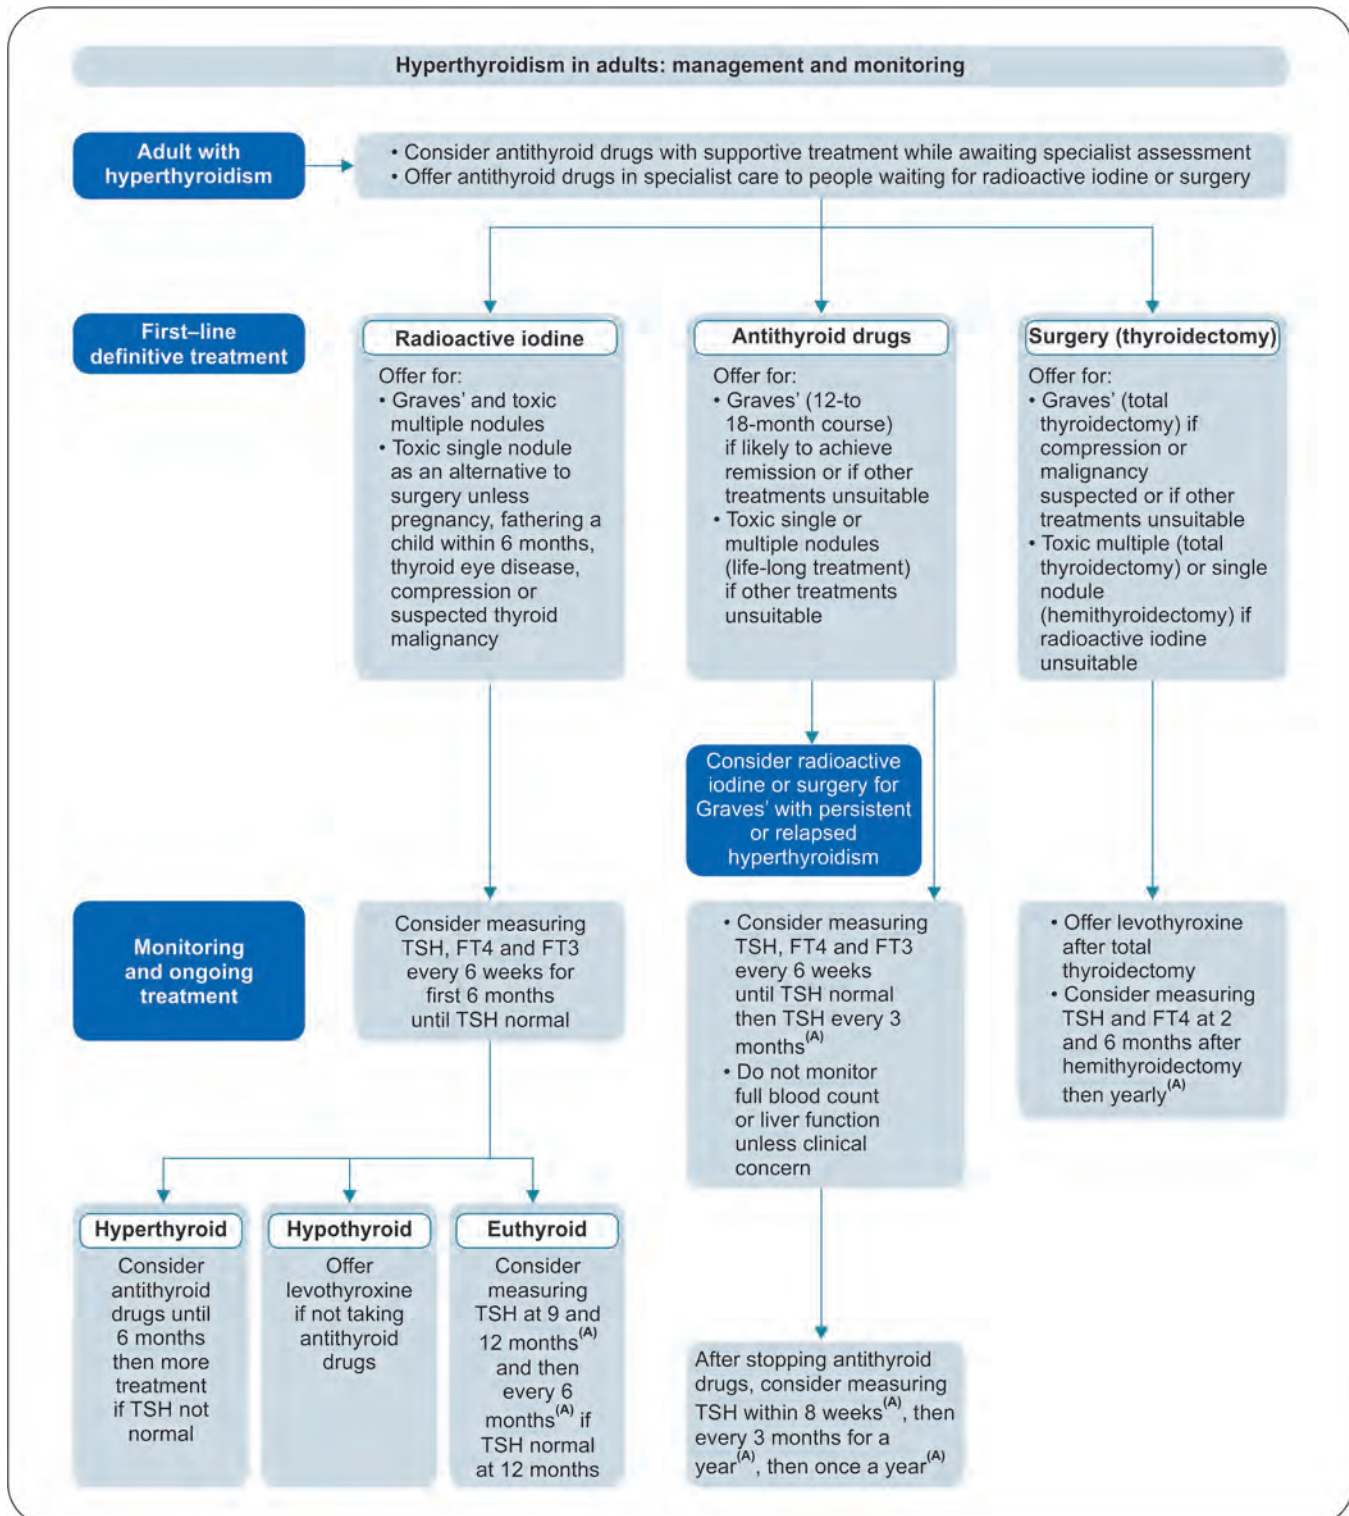 Hyperthyroidism in adults: management and monitoring
Adult with
hyperthyroidism
• Consider antithyroid drugs with supportive treatment while awaiting specialist assessment
• Offer antithyroid drugs in specialist care to people waiting for radioactive iodine or surgery
First–line
definitive treatment
Radioactive iodine
Offer for:
• Graves' and toxic
multiple nodules
• Toxic single nodule
as an alternative to
surgery unless
pregnancy, fathering a
child within 6 months,
thyroid eye disease,
compression or
suspected thyroid
malignancy
Antithyroid drugs
Offer for:
• Graves' (12-to
18-month course)
if likely to achieve
remission or if other
treatments unsuitable
• Toxic single or
multiple nodules
(life-long treatment)
if other treatments
unsuitable
Surgery (thyroidectomy)
Offer for:
• Graves' (total
thyroidectomy) if
compression or
malignancy
suspected or if other
treatments unsuitable
• Toxic multiple (total
thyroidectomy) or single
nodule
(hemithyroidectomy) if
radioactive iodine
unsuitable
Consider radioactive
iodine or surgery for
Graves' with persistent
or relapsed
hyperthyroidism
Monitoring
and ongoing
treatment
Consider measuring
TSH, FT4 and FT3
every 6 weeks for
first 6 months
until TSH normal
• Consider measuring
TSH, FT4 and FT3
every 6 weeks
until TSH normal
then TSH every 3
months(A)
• Do not monitor
full blood count
or liver function
unless clinical
concern
• Offer levothyroxine
after total
thyroidectomy
• Consider measuring
TSH and FT4 at 2
and 6 months after
hemithyroidectomy
then yearly(A)
Hyperthyroid
Consider
antithyroid
drugs until
6 months
then more
treatment
if TSH not
normal
Hypothyroid
Offer
levothyroxine
if not taking
antithyroid
drugs
Euthyroid
Consider
measuring
TSH at 9 and
12 months(A)
and then
every 6
months(A) if
TSH normal
at 12 months
After stopping antithyroid
drugs, consider measuring
TSH within 8 weeks(A), then
every 3 months for a
year(A), then once a year(A)